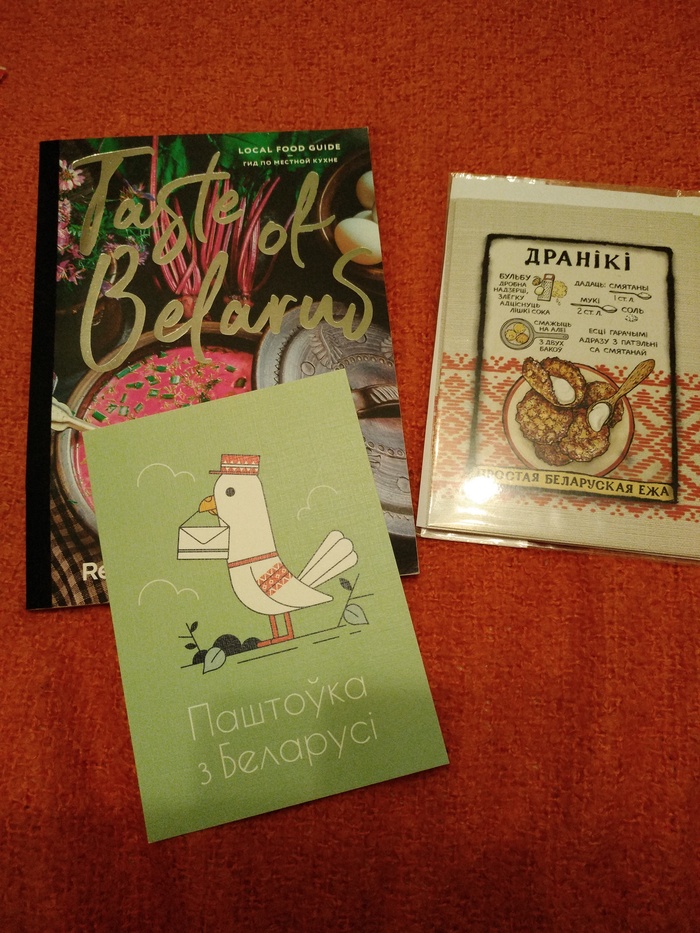 LOCAL FOOD GUIDE
ГИД ПО МЕСТНОЙ КУХНЕ
Taste of
Belarus
Паштоўка
з Беларусі
ДРАНІКІ
БУЛЬБУ
ДРОБНА
НАДЗЕРЦІ,
ЗЛЁГКУ
АДЦІСНУЦЬ
ЛІШКІ СОКА
ДАДАЦЬ: СМЯТАНЫ
1 СТ. Л.
МУКІ
2 СТ. Л.
СОЛЬ
СМАЖЫЦЬ
НА АЛЕІ
З ДВУХ
БАКОЎ
ЕСЦІ ГАРАЧЫМІ
АДРАЗУ З ПАТЭЛЬНІ
СА СМЯТАНАЙ
ПРОСТАЯ БЕЛАРУСКАЯ ЕЖА